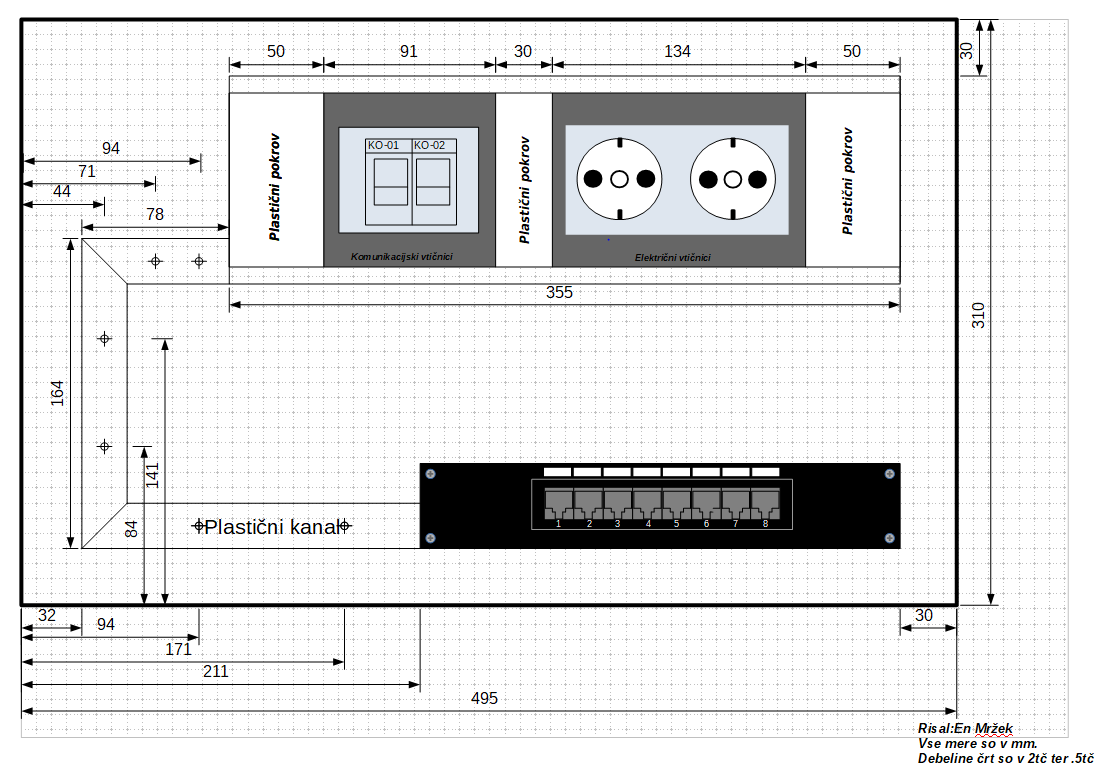 50
91
30
134
50
30
Plastični pokrov
KO-01 KO-02
Komunikacijski vtičnici
Plastični pokrov
Električni vtičnici
Plastični pokrov
94
71
44
78
355
310
164
141
84
Plastični kanal
1 2 3 4 5 6 7 8
32
94
171
211
495
30
Risal:En Mržek
Vse mere so v mm.
Debeline črt so v 2tč ter .5tč